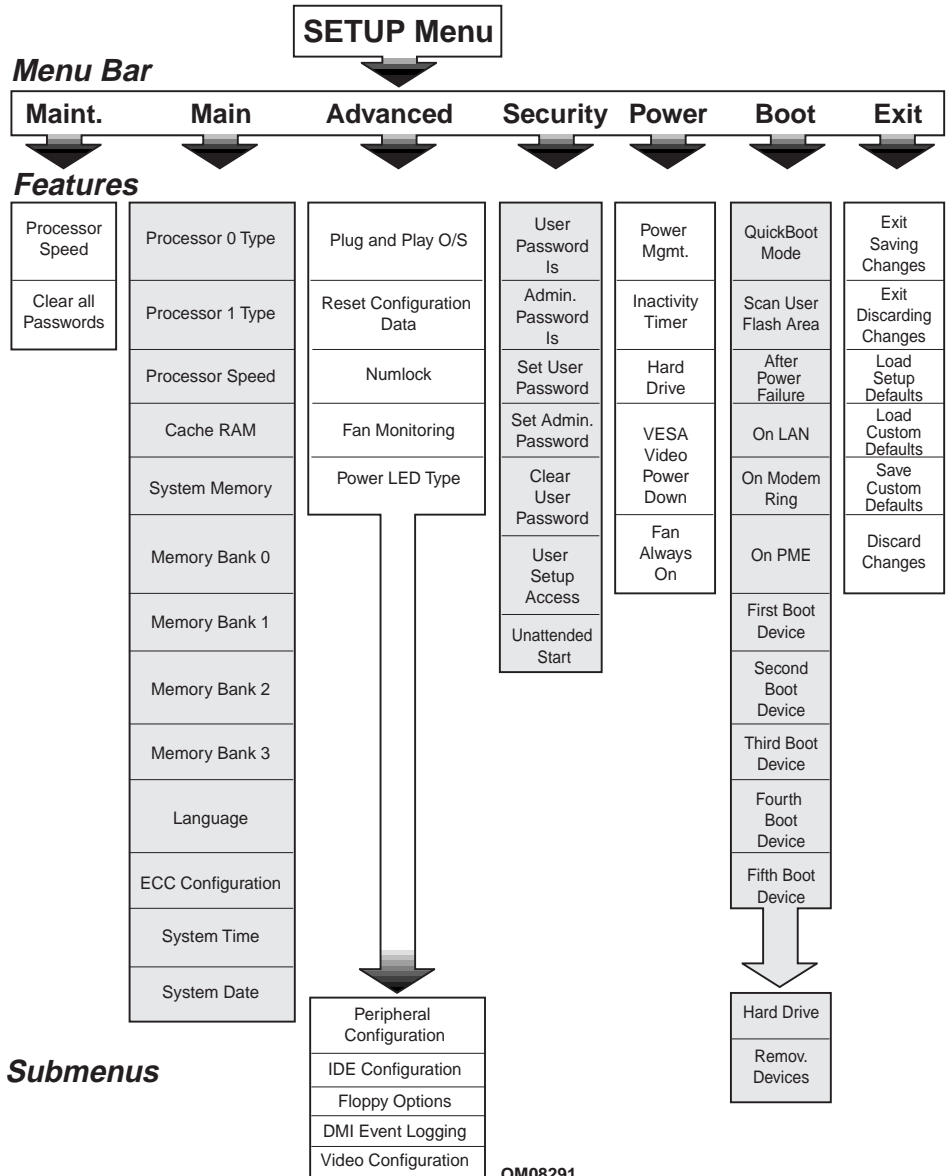 SETUP Menu
Menu Bar
Maint. Main Advanced Security Power Boot Exit
Features
Processor
Speed
Clear all
Passwords
Processor 0 Type
Processor 1 Type
Processor Speed
Cache RAM
System Memory
Memory Bank 0
Memory Bank 1
Memory Bank 2
Memory Bank 3
Language
ECC Configuration
System Time
System Date
Plug and Play O/S
Reset Configuration
Data
Numlock
Fan Monitoring
Power LED Type
User
Password
Is
Admin.
Password
Is
Set User
Password
Set Admin.
Password
Clear
User
Password
User
Setup
Access
Unattended
Start
Power
Mgmt.
Inactivity
Timer
Hard
Drive
VESA
Video
Power
Down
Fan
Always
On
QuickBoot
Mode
Scan User
Flash Area
After
Power
Failure
On LAN
On Modem
Ring
On PME
First Boot
Device
Second
Boot
Device
Third Boot
Device
Fourth
Boot
Device
Fifth Boot
Device
Exit
Saving
Changes
Exit
Discarding
Changes
Load
Setup
Defaults
Load
Custom
Defaults
Save
Custom
Defaults
Discard
Changes
Submenus
Peripheral
Configuration
IDE Configuration
Floppy Options
DMI Event Logging
Video Configuration
Hard Drive
Remov.
Devices
OM08291